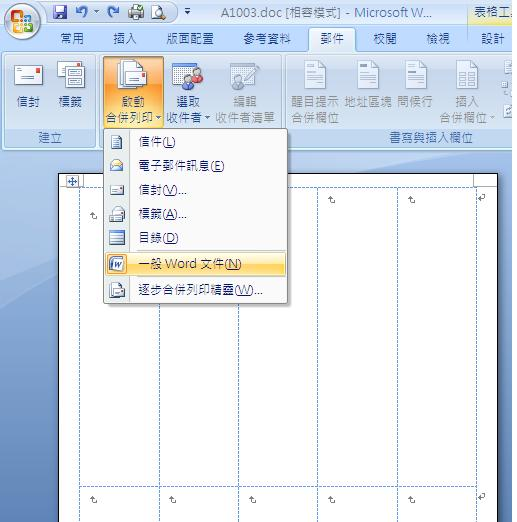 A1003.doc [相容模式] - Microsoft W...
表格工
常用 插入 版面配置 參考資料 郵件 校閱 檢視 設計
信封 標籤 啟動 合併列印 選取 收件者 編輯 收件者清單 醒目提示 合併欄位 地址區塊 問候行 插入 合併欄位
建立 書寫與插入欄位
信件(L)
電子郵件訊息(E)
信封(V)...
標籤(A)...
目錄(D)
一般 Word 文件(N)
逐步合併列印精靈(W)...